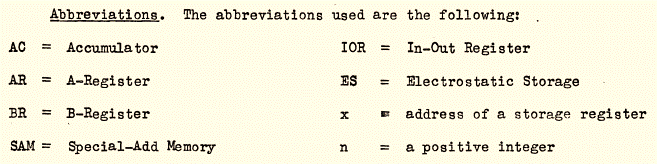 Abbreviations. The abbreviations used are the following:
AC = Accumulator IOR = In-Out Register
AR = A-Register ES = Electrostatic Storage
BR = B-Register x = address of a storage register
SAM = Special-Add Memory n = a positive integer